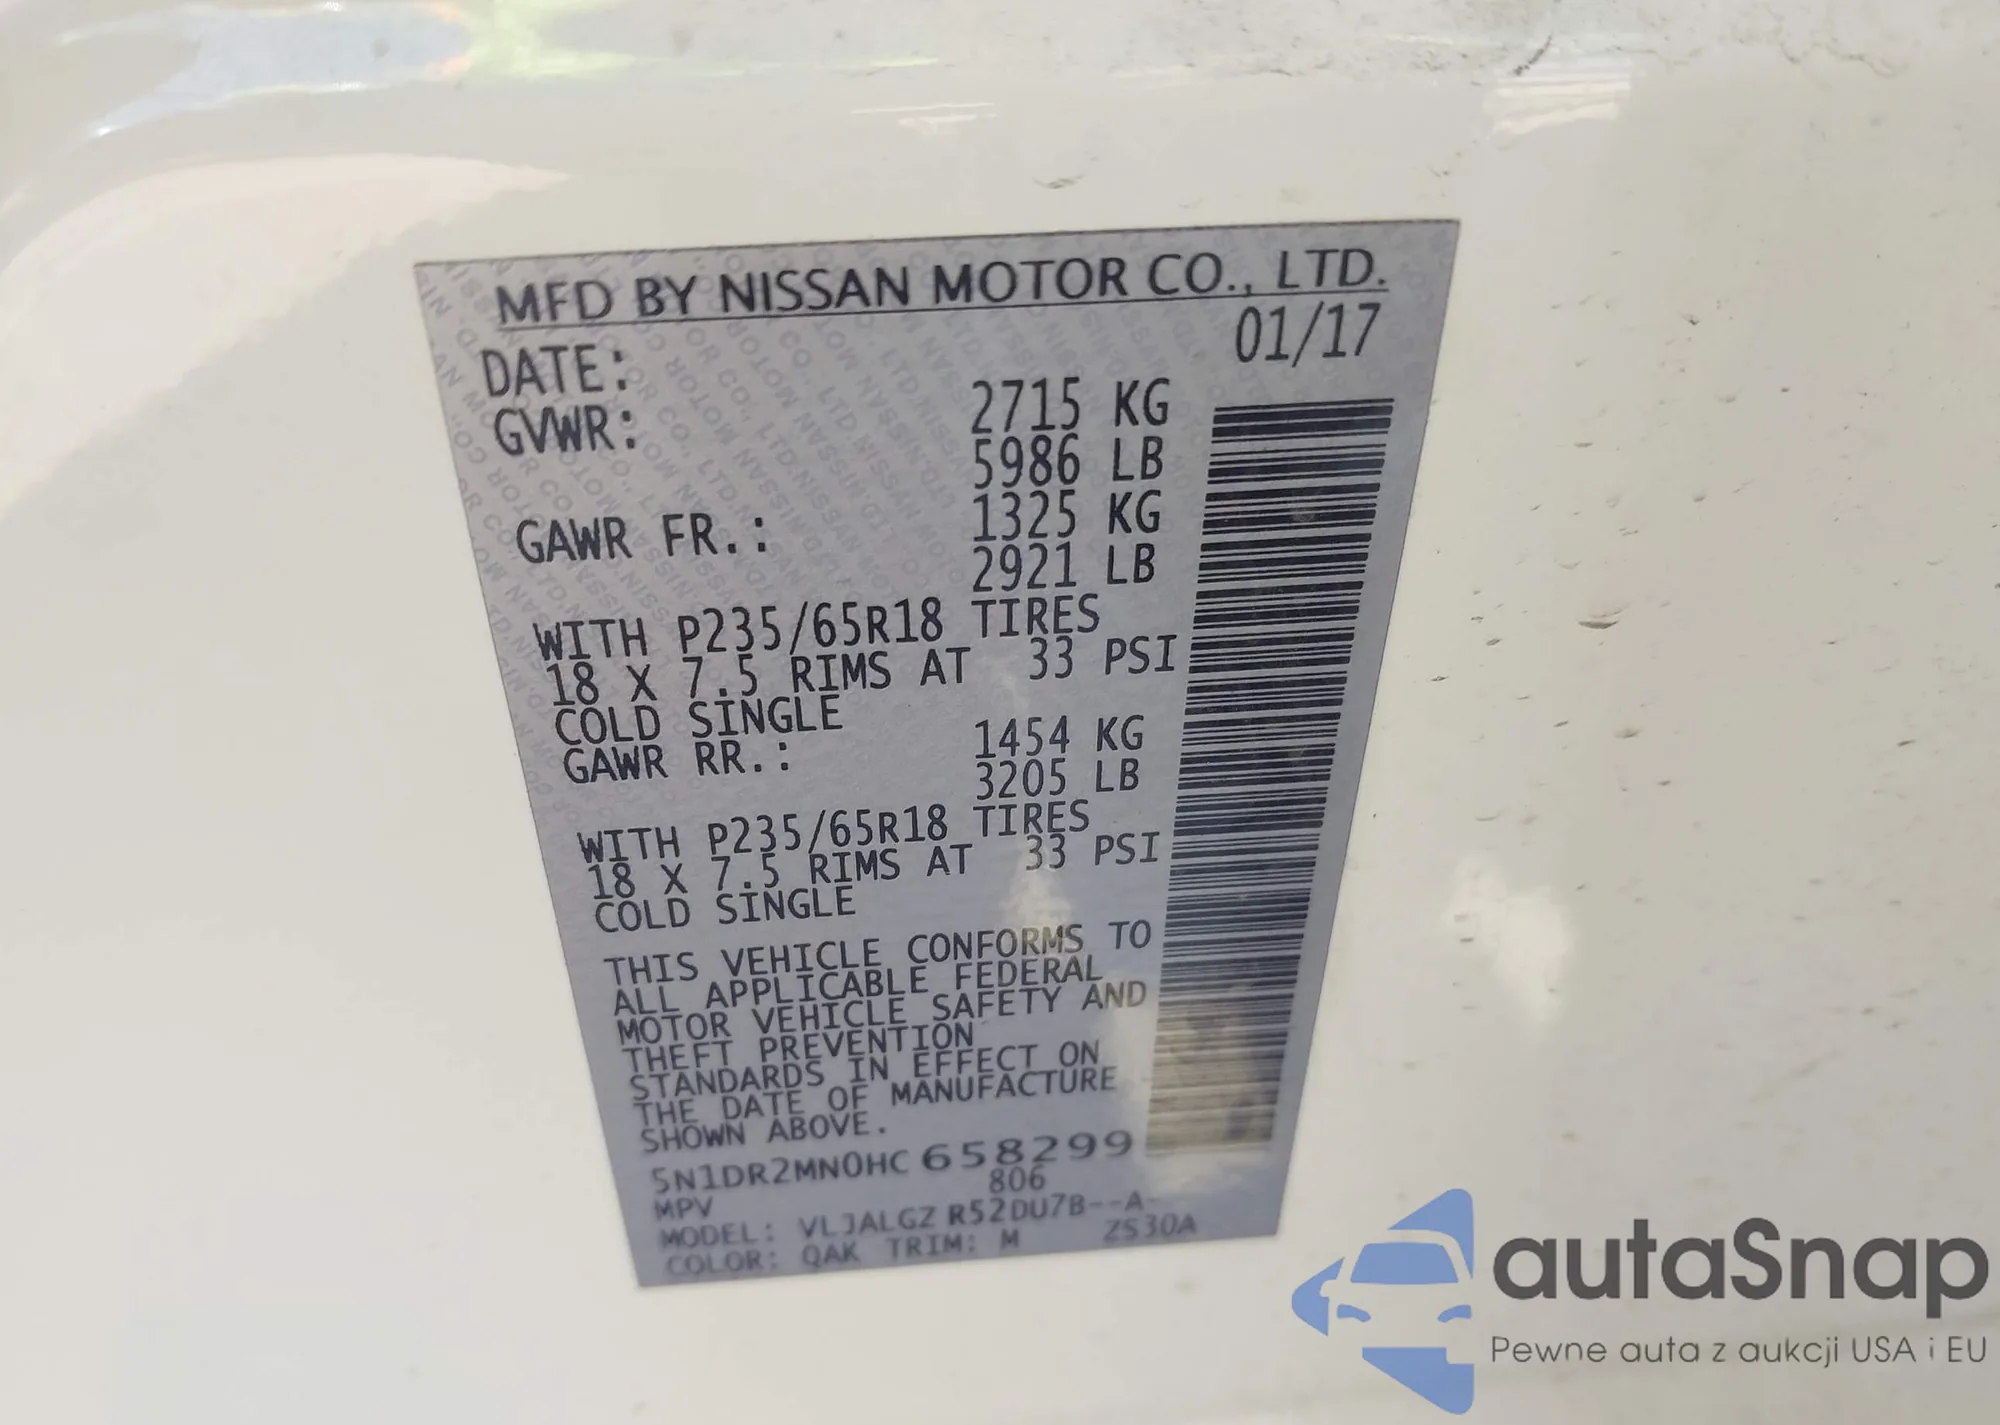 MFD BY NISSAN MOTOR CO., LTD.
DATE: 01/17
GVWR: 2715 KG
5986 LB
GAWR FR.: 1325 KG
2921 LB
WITH P235/65R18 TIRES
18 X 7.5 RIMS AT 33 PSI
COLD SINGLE
GAWR RR.: 1454 KG
3205 LB
WITH P235/65R18 TIRES
18 X 7.5 RIMS AT 33 PSI
COLD SINGLE
THIS VEHICLE CONFORMS TO
ALL APPLICABLE FEDERAL
MOTOR VEHICLE SAFETY AND
THEFT PREVENTION
STANDARDS IN EFFECT ON
THE DATE OF MANUFACTURE
SHOWN ABOVE.
5N1DR2MN0HC 658299
MPV 806
MODEL: VLJALGZ R52DU7B--A-
COLOR: QAK TRIM: M ZS30A
autaSnap
Pewne auta z aukcji USA i EU